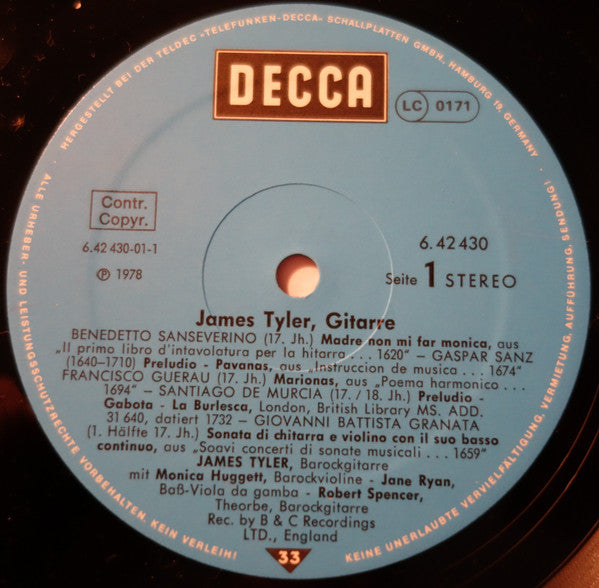 HERGESTELLT BEI DER TELDEC »TELEFUNKEN-DECCA« SCHALLPLATTEN GMBH, HAMBURG 19, GERMANY •
DECCA
LC 0171
Contr.
Copyr.
6.42 430-01-1
Ⓟ 1978
6.42 430
Seite 1 STEREO
James Tyler, Gitarre
BENEDETTO SANSEVERINO (17. Jh.) Madre non mi far monica, aus
„Il primo libro d'intavolatura per la hitarra . . . 1620" – GASPAR SANZ
(1640–1710) Preludio - Pavanas, aus „Instruccion de musica . . . 1674"
FRANCISCO GUERAU (17. Jh.) Marionas, aus „Poema harmonico . . .
1694" – SANTIAGO DE MURCIA (17. / 18. Jh.) Preludio -
Gabota - La Burlesca, London, British Library MS. ADD.
31 640, datiert 1732 – GIOVANNI BATTISTA GRANATA
(1. Hälfte 17. Jh.) Sonata di chitarra e violino con il suo basso
continuo, aus „Soavi concerti di sonate musicali . . . 1659"
JAMES TYLER, Barockgitarre
mit Monica Huggett, Barockvioline - Jane Ryan,
Baß-Viola da gamba - Robert Spencer,
Theorbe, Barockgitarre
Rec. by B & C Recordings
LTD., England
33
ALLE URHEBER- UND LEISTUNGSSCHUTZRECHTE VORBEHALTEN. KEIN VERLEIH!
KEINE UNERLAUBTE VERVIELFÄLTIGUNG, VERMIETUNG, AUFFÜHRUNG, SENDUNG!